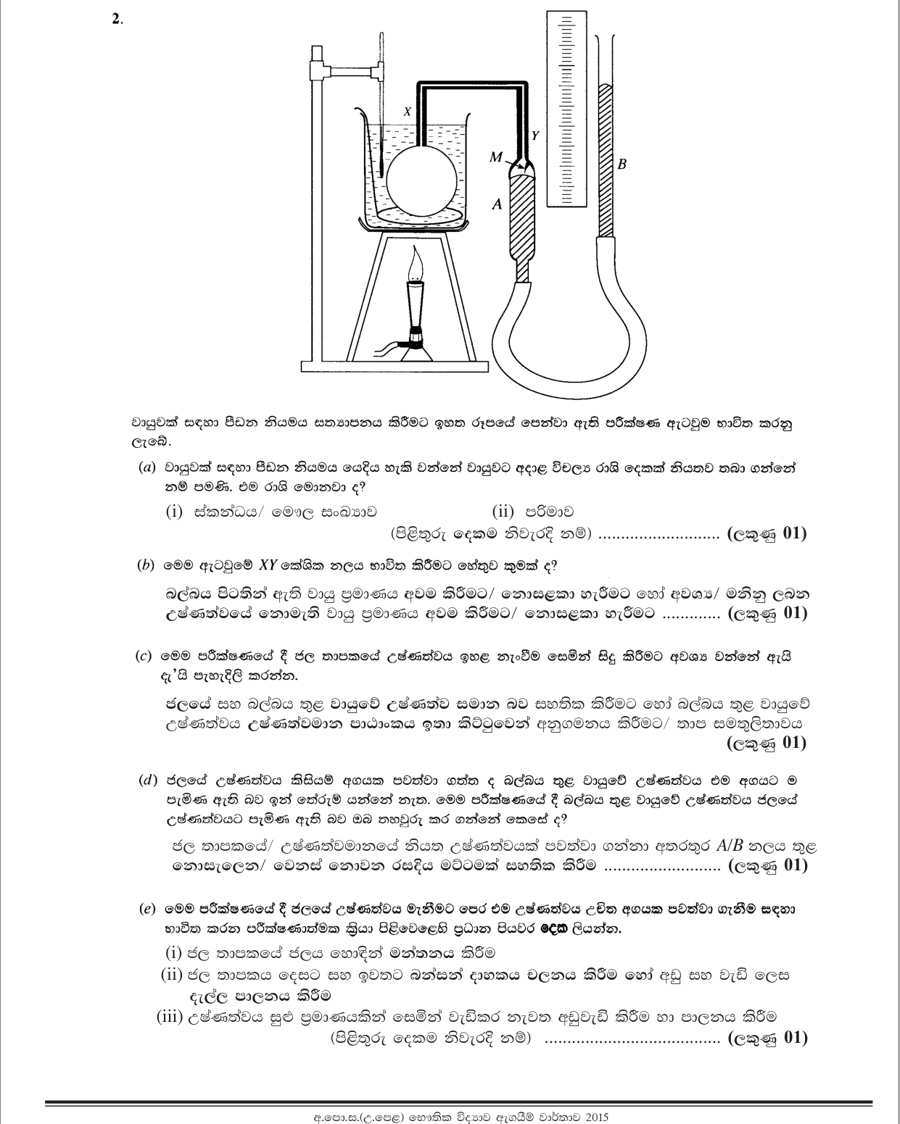 2.
X
Y
M
B
A
වායුවක් සඳහා පීඩන නියමය සත්‍යාපනය කිරීමට ඉහත රූපයේ පෙන්වා ඇති පරීක්ෂණ ඇටවුම භාවිත කරනු
ලැබේ.
(a) වායුවක් සඳහා පීඩන නියමය යෙදිය හැකි වන්නේ වායුවට අදාළ විචල්‍ය රාශි දෙකක් නියතව තබා ගන්නේ
නම් පමණි. එම රාශි මොනවා ද?
(i) ස්කන්ධය/ මෞල සංඛ්‍යාව (ii) පරිමාව
(පිළිතුරු දෙකම නිවැරදි නම්) ........................... (ලකුණු 01)
(b) මෙම ඇටවුමේ XY කේශික නලය භාවිත කිරීමට හේතුව කුමක් ද?
බල්බය පිටතින් ඇති වායු ප්‍රමාණය අවම කිරීමට/ නොසළකා හැරීමට හෝ අවශ්‍ය/ මනිනු ලබන
උෂ්ණත්වයේ නොමැති වායු ප්‍රමාණය අවම කිරීමට/ නොසළකා හැරීමට ............. (ලකුණු 01)
(c) මෙම පරීක්ෂණයේ දී ජල තාපකයේ උෂ්ණත්වය ඉහළ නැංවීම සෙමින් සිදු කිරීමට අවශ්‍ය වන්නේ ඇයි
දැ'යි පැහැදිලි කරන්න.
ජලයේ සහ බල්බය තුළ වායුවේ උෂ්ණත්ව සමාන බව සහතික කිරීමට හෝ බල්බය තුළ වායුවේ
උෂ්ණත්වය උෂ්ණත්වමාන පාඨාංකය ඉතා කිට්ටුවෙන් අනුගමනය කිරීමට/ තාප සමතුලිතාවය
(ලකුණු 01)
(d) ජලයේ උෂ්ණත්වය කිසියම් අගයක පවත්වා ගත්ත ද බල්බය තුළ වායුවේ උෂ්ණත්වය එම අගයට ම
පැමිණ ඇති බව ඉන් තේරුම් යන්නේ නැත. මෙම පරීක්ෂණයේ දී බල්බය තුළ වායුවේ උෂ්ණත්වය ජලයේ
උෂ්ණත්වයට පැමිණ ඇති බව ඔබ තහවුරු කර ගන්නේ කෙසේ ද?
ජල තාපකයේ/ උෂ්ණත්වමානයේ නියත උෂ්ණත්වයක් පවත්වා ගන්නා අතරතුර A/B නලය තුළ
නොසැලෙන/ වෙනස් නොවන රසදිය මට්ටමක් සහතික කිරීම .......................... (ලකුණු 01)
(e) මෙම පරීක්ෂණයේ දී ජලයේ උෂ්ණත්වය මැනීමට පෙර එම උෂ්ණත්වය උචිත අගයක පවත්වා ගැනීම සඳහා
භාවිත කරන පරීක්ෂණාත්මක ක්‍රියා පිළිවෙළෙහි ප්‍රධාන පියවර දෙක ලියන්න.
(i) ජල තාපකයේ ජලය හොඳින් මන්තනය කිරීම
(ii) ජල තාපකය දෙසට සහ ඉවතට බන්සන් දාහකය චලනය කිරීම හෝ අඩු සහ වැඩි ලෙස
දැල්ල පාලනය කිරීම
(iii) උෂ්ණත්වය සුළු ප්‍රමාණයකින් සෙමින් වැඩිකර නැවත අඩුවැඩි කිරීම හා පාලනය කිරීම
(පිළිතුරු දෙකම නිවැරදි නම්) ....................................... (ලකුණු 01)
අ.පො.ස.(උ.පෙළ) භෞතික විද්‍යාව ඇගයීම් වාර්තාව 2015